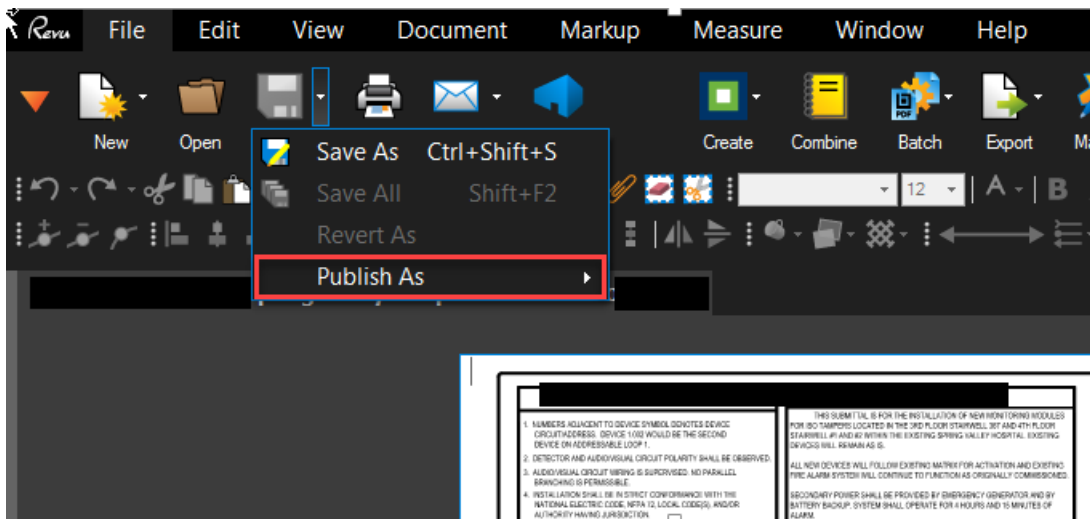 Revu File Edit View Document Markup Measure Window Help
New Open Create Combine Batch Export
PDF
Save As Ctrl+Shift+S
Save All Shift+F2
12 A B
Revert As
Publish As
1. NUMBERS ADJACENT TO DEVICE SYMBOL DENOTES DEVICE
CIRCUIT/ADDRESS. DEVICE 1.002 WOULD BE THE SECOND
DEVICE ON ADDRESSABLE LOOP 1.
2. DETECTOR AND AUDIO/VISUAL CIRCUIT POLARITY SHALL BE OBSERVED.
3. AUDIO/VISUAL CIRCUIT WIRING IS SUPERVISED. NO PARALLEL
BRANCHING IS PERMISSIBLE.
4. INSTALLATION SHALL BE IN STRICT CONFORMANCE WITH THE
NATIONAL ELECTRIC CODE, NFPA 72, LOCAL CODE(S), AND/OR
AUTHORITY HAVING JURISDICTION.
THIS SUBMITTAL IS FOR THE INSTALLATION OF NEW MONITORING MODULES
FOR ISO TAMPERS LOCATED IN THE 3RD FLOOR STAIRWELL AND 4TH FLOOR
STAIRWELL #1 AND #2 WITHIN THE EXISTING SPRING VALLEY HOSPITAL. EXISTING
DEVICES WILL REMAIN AS IS.
ALL NEW DEVICES WILL FOLLOW EXISTING MATRIX FOR ACTIVATION AND EXISTING
FIRE ALARM SYSTEM WILL CONTINUE TO FUNCTION AS ORIGINALLY COMMISSIONED.
SECONDARY POWER SHALL BE PROVIDED BY EMERGENCY GENERATOR AND BY
BATTERY BACKUP. SYSTEM SHALL OPERATE FOR 4 HOURS AND 15 MINUTES OF
ALARM.